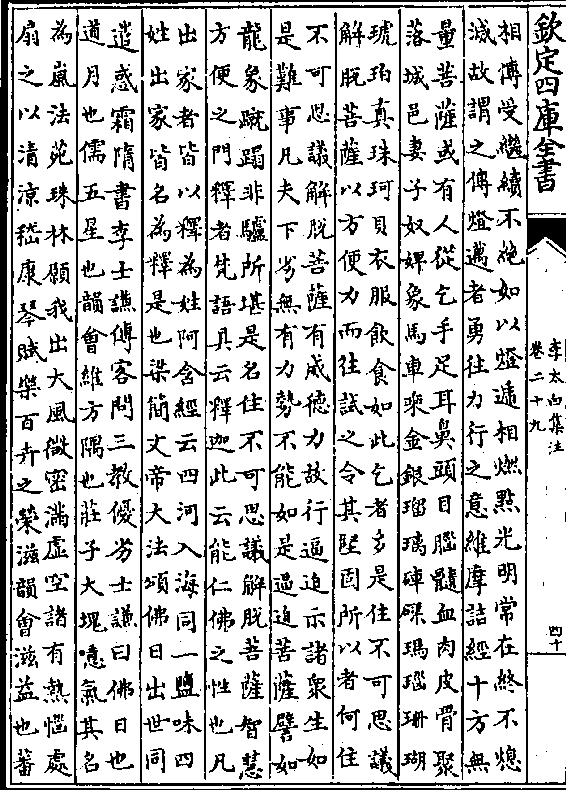 欽定四庫全書
李太白集注
卷二十九
四十
相傳受繼續不絶如以燈遞相燃㸃光明常在終不熄
滅故謂之傳燈邁者勇往力行之意維摩詰經十方無
量菩薩或有人從乞手足耳鼻頭目腦髓血肉皮骨聚
落城邑妻子奴婢象馬車乘金銀瑠璃硨磲瑪瑙珊瑚
琥珀真珠珂貝衣服飲食如此乞者多是住不可思議
解脫菩薩以方便力而往試之令其堅固所以者何住
不可思議解脫菩薩有威德力故行逼迫示諸衆生如
是難事凡夫下劣無有力勢不能如是逼迫菩薩譬如
龍象蹴蹋非驢所堪是名住不可思議解脫菩薩智慧
方便之門釋者梵語具云釋迦此云能仁佛之性也凡
出家者皆以釋為姓阿含經云四河入海同一鹽味四
姓出家皆名為釋是也梁簡文帝大法頌佛日出世同
遣惑霜隋書李士謙傳客問三教優劣士謙曰佛日也
道月也儒五星也韻會維方隅也莊子大塊噫氣其名
為嵐法苑珠林願我出大風微密滿虛空諸有熱惱處
扇之以清涼嵇康琴賦樂百卉之榮滋韻會滋益也蕃